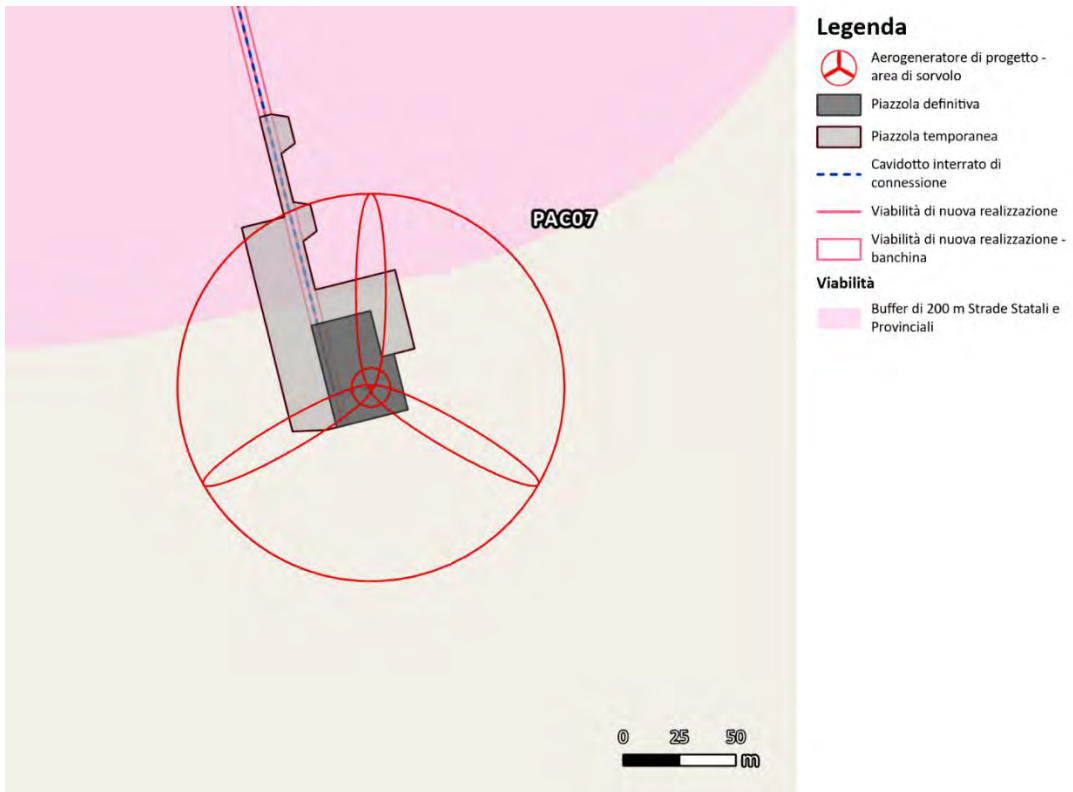 PAC07
0 25 50
m
Legenda
Aerogeneratore di progetto -
area di sorvolo
Piazzola definitiva
Piazzola temporanea
Cavidotto interrato di
connessione
Viabilità di nuova realizzazione
Viabilità di nuova realizzazione -
banchina
Viabilità
Buffer di 200 m Strade Statali e
Provinciali